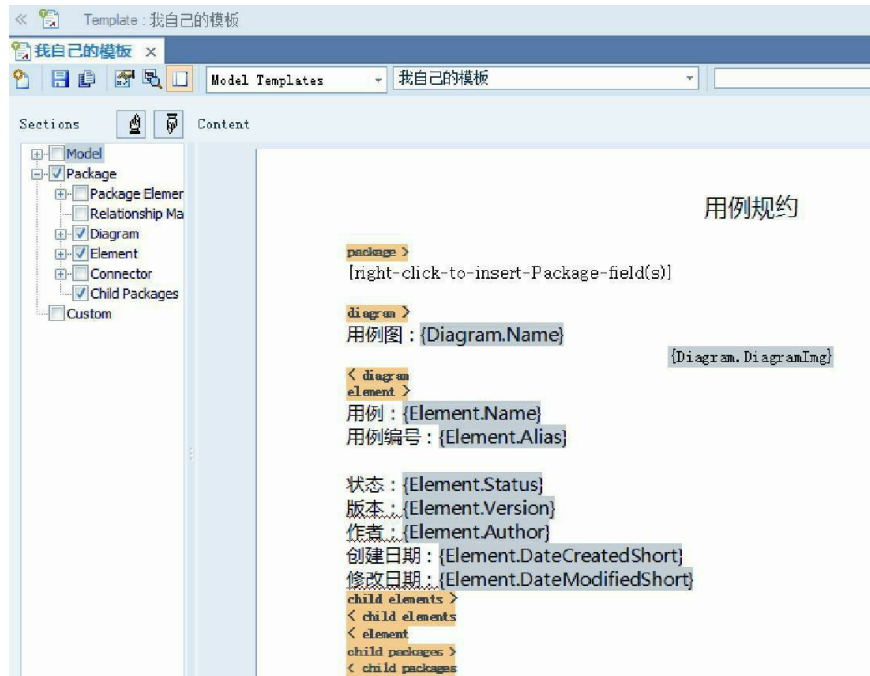 Template : 我自己的模板
我自己的模板
Model Templates 我自己的模板
Sections Content
Model
Package
Package Elemer
Relationship Ma
Diagram
Element
Connector
Child Packages
Custom
用例规约
package >
[right-click-to-insert-Package-field(s)]
diagram >
用例图 : {Diagram.Name}
{Diagram.DiagramImg}
< diagram
element >
用例 : {Element.Name}
用例编号 : {Element.Alias}
状态 : {Element.Status}
版本 : {Element.Version}
作者 : {Element.Author}
创建日期 : {Element.DateCreatedShort}
修改日期 : {Element.DateModifiedShort}
child elements >
< child elements
< element
child packages >
< child packages